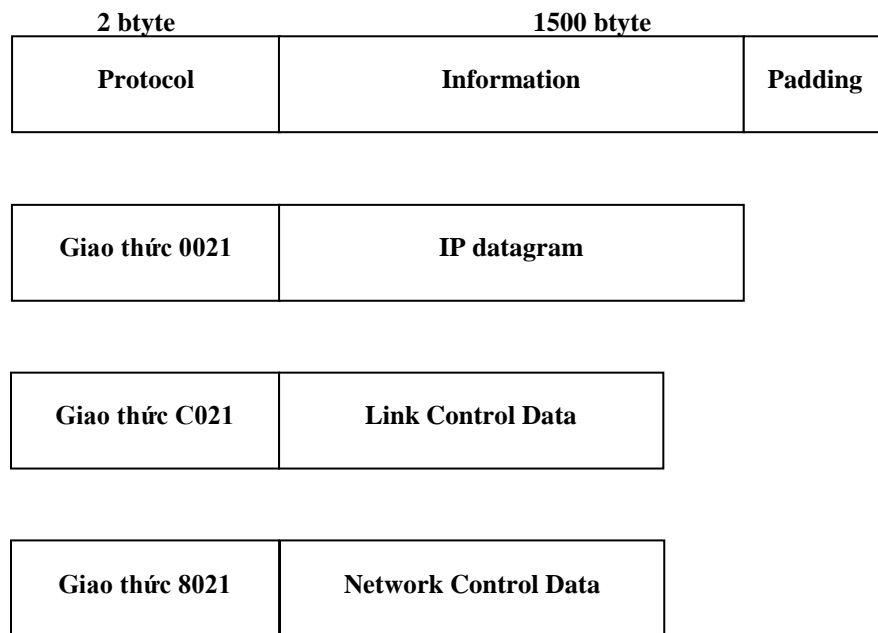 2 btyte 1500 btyte
Protocol Information Padding
Giao thức 0021 IP datagram
Giao thức C021 Link Control Data
Giao thức 8021 Network Control Data